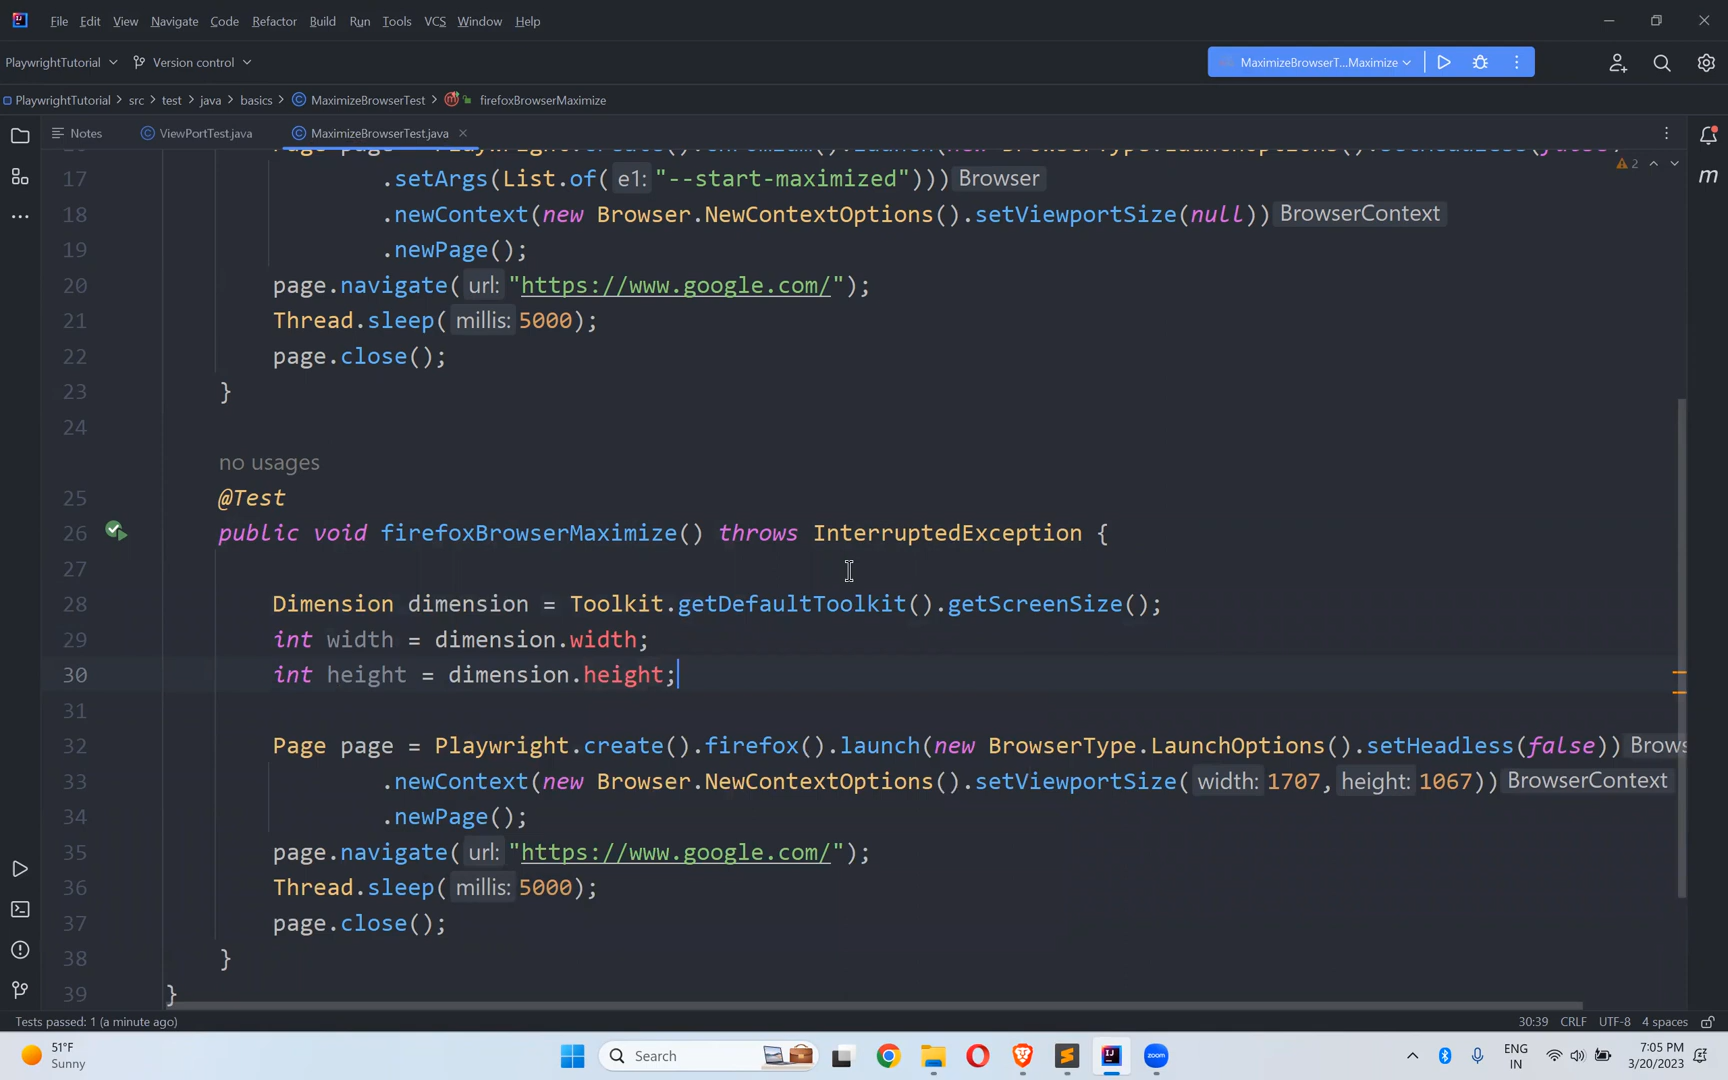 File Edit View Navigate Code Refactor Build Run Tools VCS Window Help
PlaywrightTutorial Version control MaximizeBrowserT...Maximize
PlaywrightTutorial > src > test > java > basics > MaximizeBrowserTest > firefoxBrowserMaximize
Notes ViewPortTest.java MaximizeBrowserTest.java
2
17 .setArgs(List.of( e1: "--start-maximized"))) Browser
18 .newContext(new Browser.NewContextOptions().setViewportSize(null)) BrowserContext
19 .newPage();
20 page.navigate( url: "https://www.google.com/");
21 Thread.sleep( millis: 5000);
22 page.close();
23 }
24
no usages
25 @Test
26 public void firefoxBrowserMaximize() throws InterruptedException {
27
28 Dimension dimension = Toolkit.getDefaultToolkit().getScreenSize();
29 int width = dimension.width;
30 int height = dimension.height;
31
32 Page page = Playwright.create().firefox().launch(new BrowserType.LaunchOptions().setHeadless(false)) Brows
33 .newContext(new Browser.NewContextOptions().setViewportSize( width: 1707, height: 1067)) BrowserContext
34 .newPage();
35 page.navigate( url: "https://www.google.com/");
36 Thread.sleep( millis: 5000);
37 page.close();
38 }
39 }
Tests passed: 1 (a minute ago) 30:39 CRLF UTF-8 4 spaces
51°F
Sunny
Search
zoom
ENG
IN
7:05 PM
3/20/2023